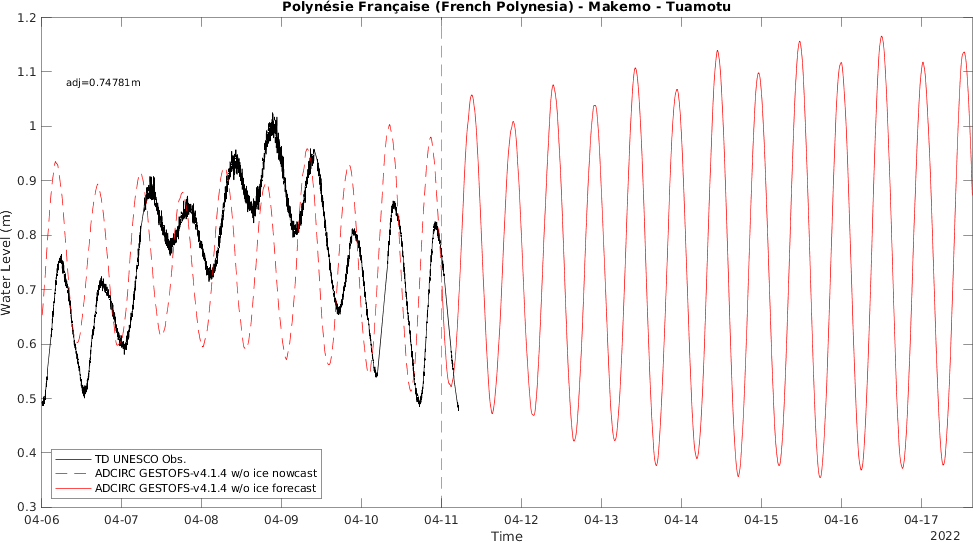 Polynésie Française (French Polynesia) - Makemo - Tuamotu
1.2
1.1
1
0.9
0.8
0.7
0.6
0.5
0.4
0.3
Water Level (m)
adj=0.74781m
TD UNESCO Obs.
ADCIRC GESTOFS-v4.1.4 w/o ice nowcast
ADCIRC GESTOFS-v4.1.4 w/o ice forecast
04-06 04-07 04-08 04-09 04-10 04-11 04-12 04-13 04-14 04-15 04-16 04-17
2022
Time